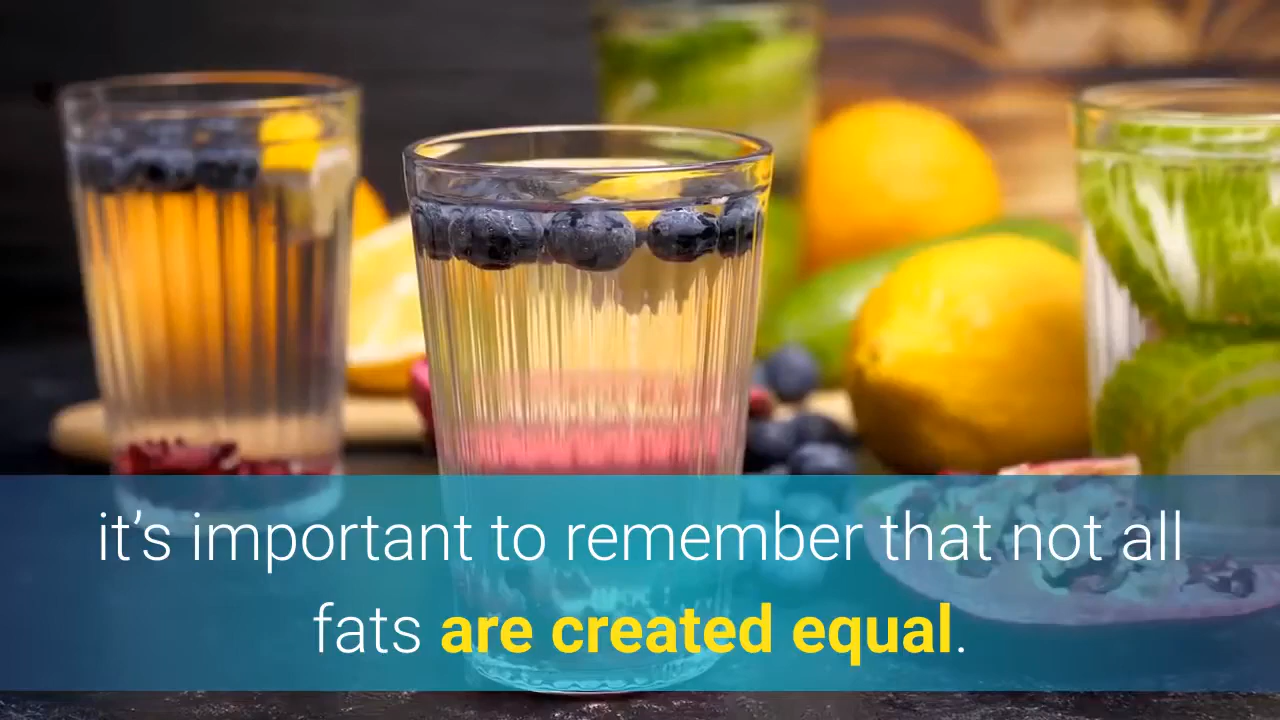 it’s important to remember that not all
fats are created equal.